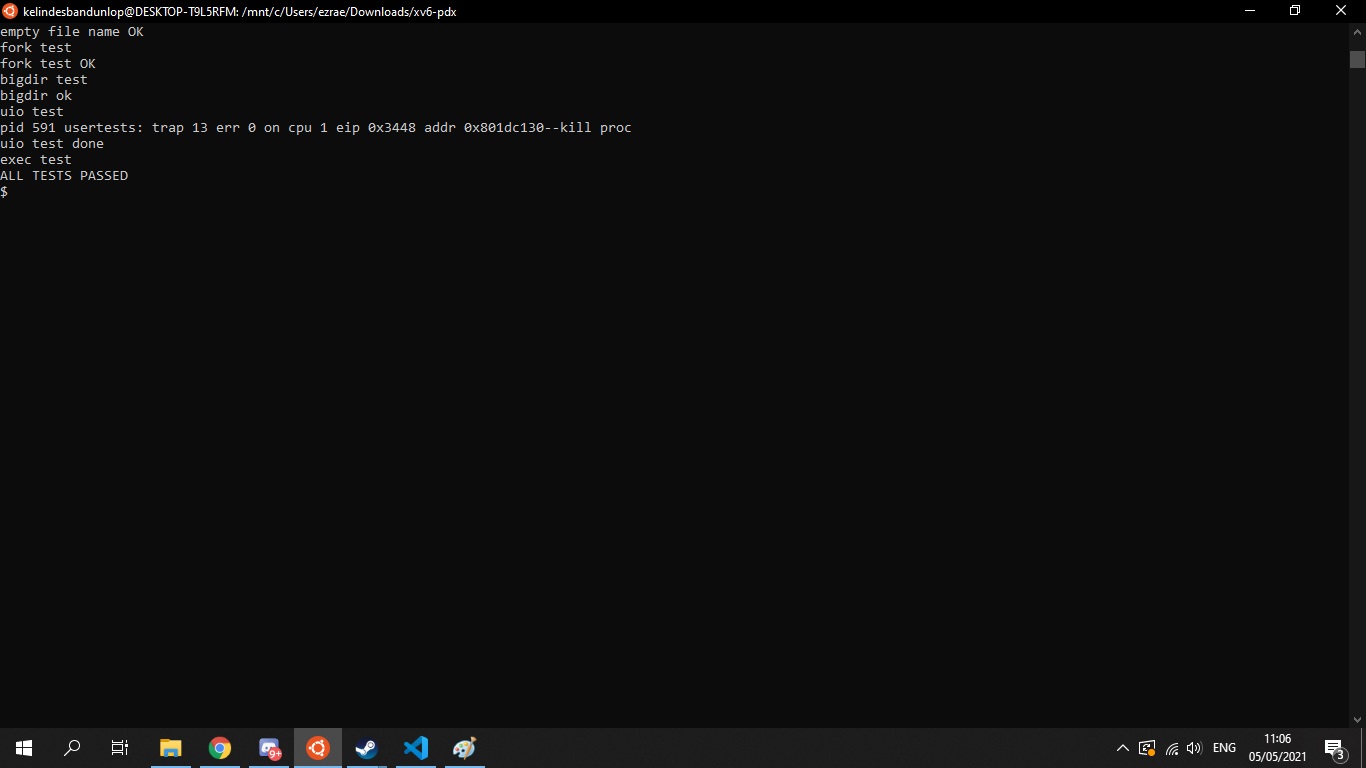 kelindesbandunlop@DESKTOP-T9L5RFM: /mnt/c/Users/ezrae/Downloads/xv6-pdx
empty file name OK
fork test
fork test OK
bigdir test
bigdir ok
uio test
pid 591 usertests: trap 13 err 0 on cpu 1 eip 0x3448 addr 0x801dc130--kill proc
uio test done
exec test
ALL TESTS PASSED
$
9+
ENG
11:06
05/05/2021
3